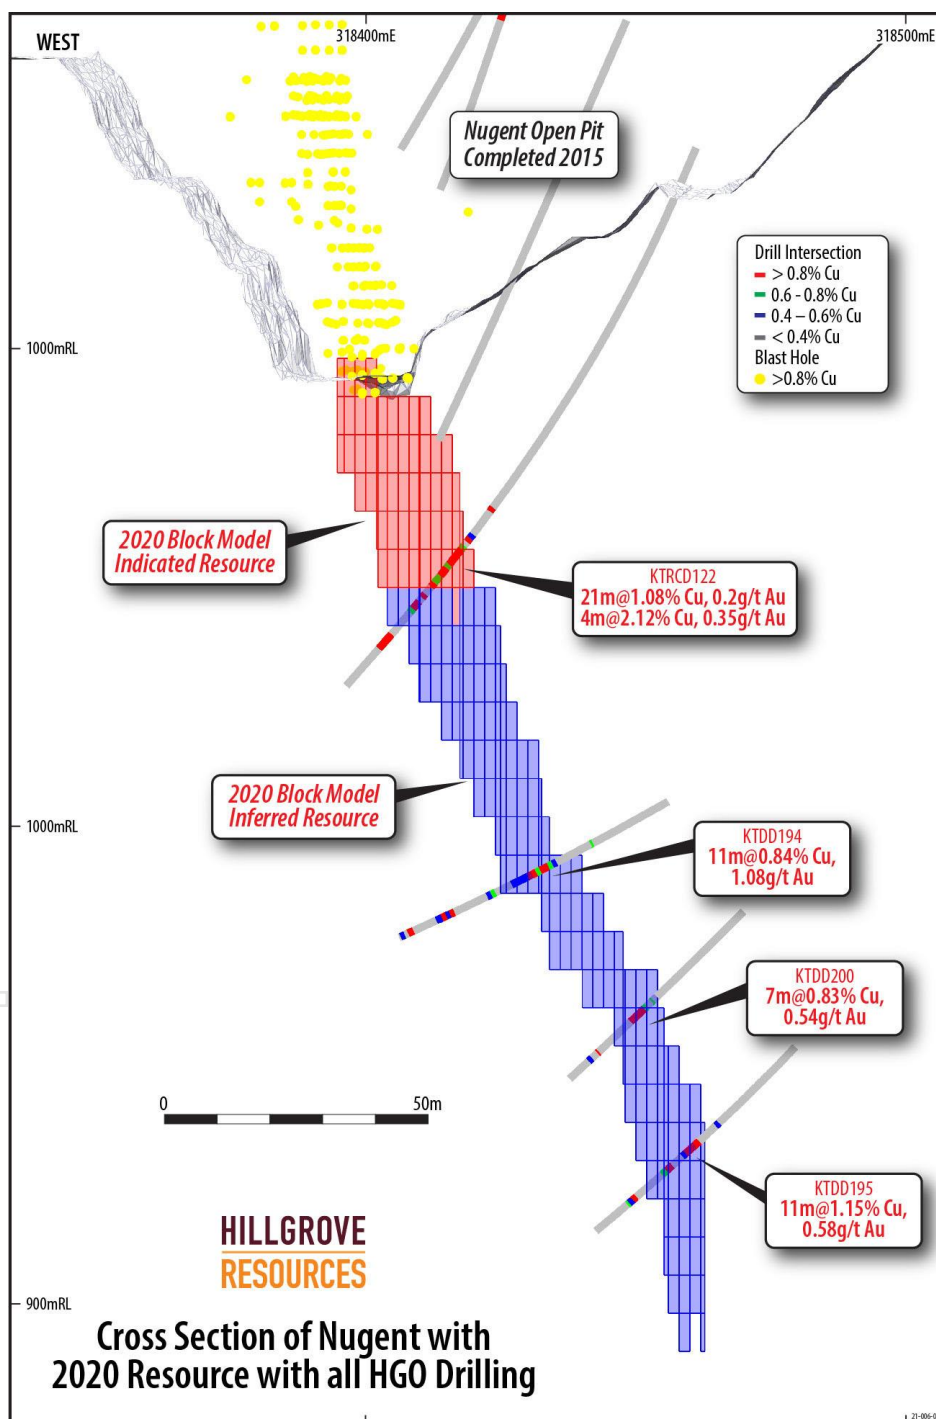 WEST
318400mE
318500mE
Nugent Open Pit
Completed 2015
Drill Intersection
> 0.8% Cu
0.6 - 0.8% Cu
0.4 – 0.6% Cu
< 0.4% Cu
Blast Hole
>0.8% Cu
1000mRL
2020 Block Model
Indicated Resource
KTRCD122
21m@1.08% Cu, 0.2g/t Au
4m@2.12% Cu, 0.35g/t Au
2020 Block Model
Inferred Resource
1000mRL
KTDD194
11m@0.84% Cu,
1.08g/t Au
KTDD200
7m@0.83% Cu,
0.54g/t Au
0
50m
KTDD195
11m@1.15% Cu,
0.58g/t Au
HILLGROVE
RESOURCES
900mRL
Cross Section of Nugent with
2020 Resource with all HGO Drilling